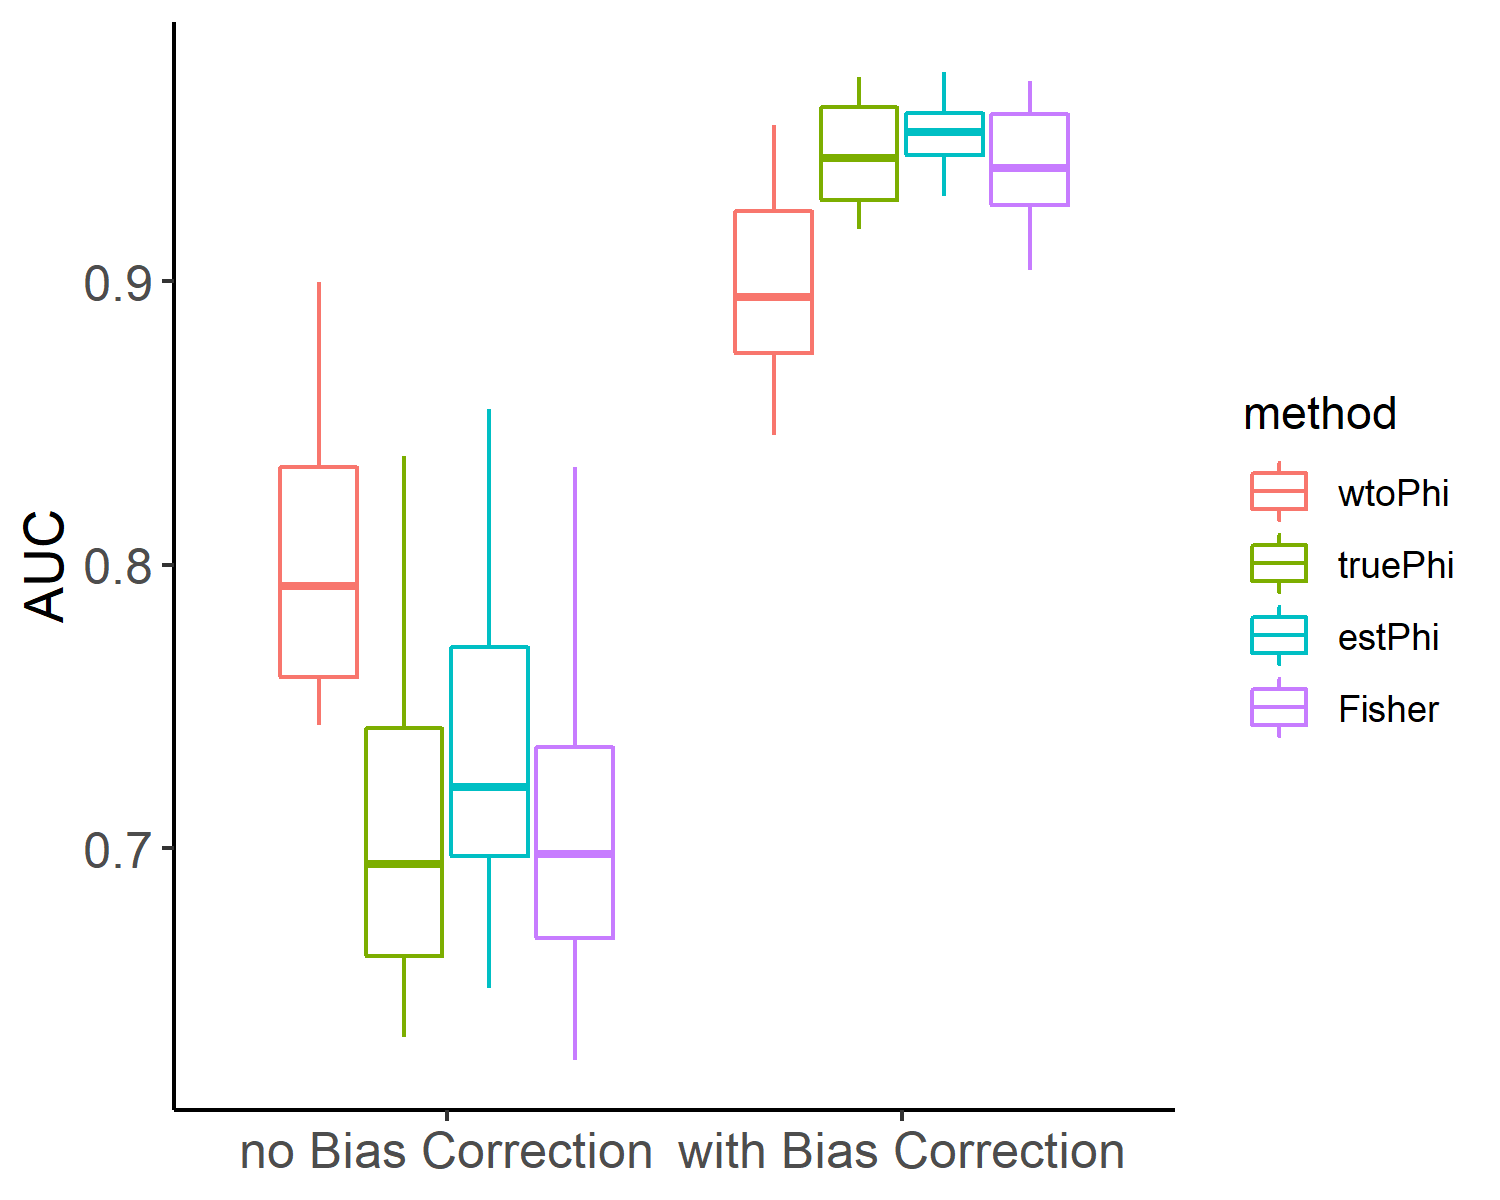 AUC
0.9
0.8
0.7
no Bias Correction
with Bias Correction
method
wtoPhi
truePhi
estPhi
Fisher